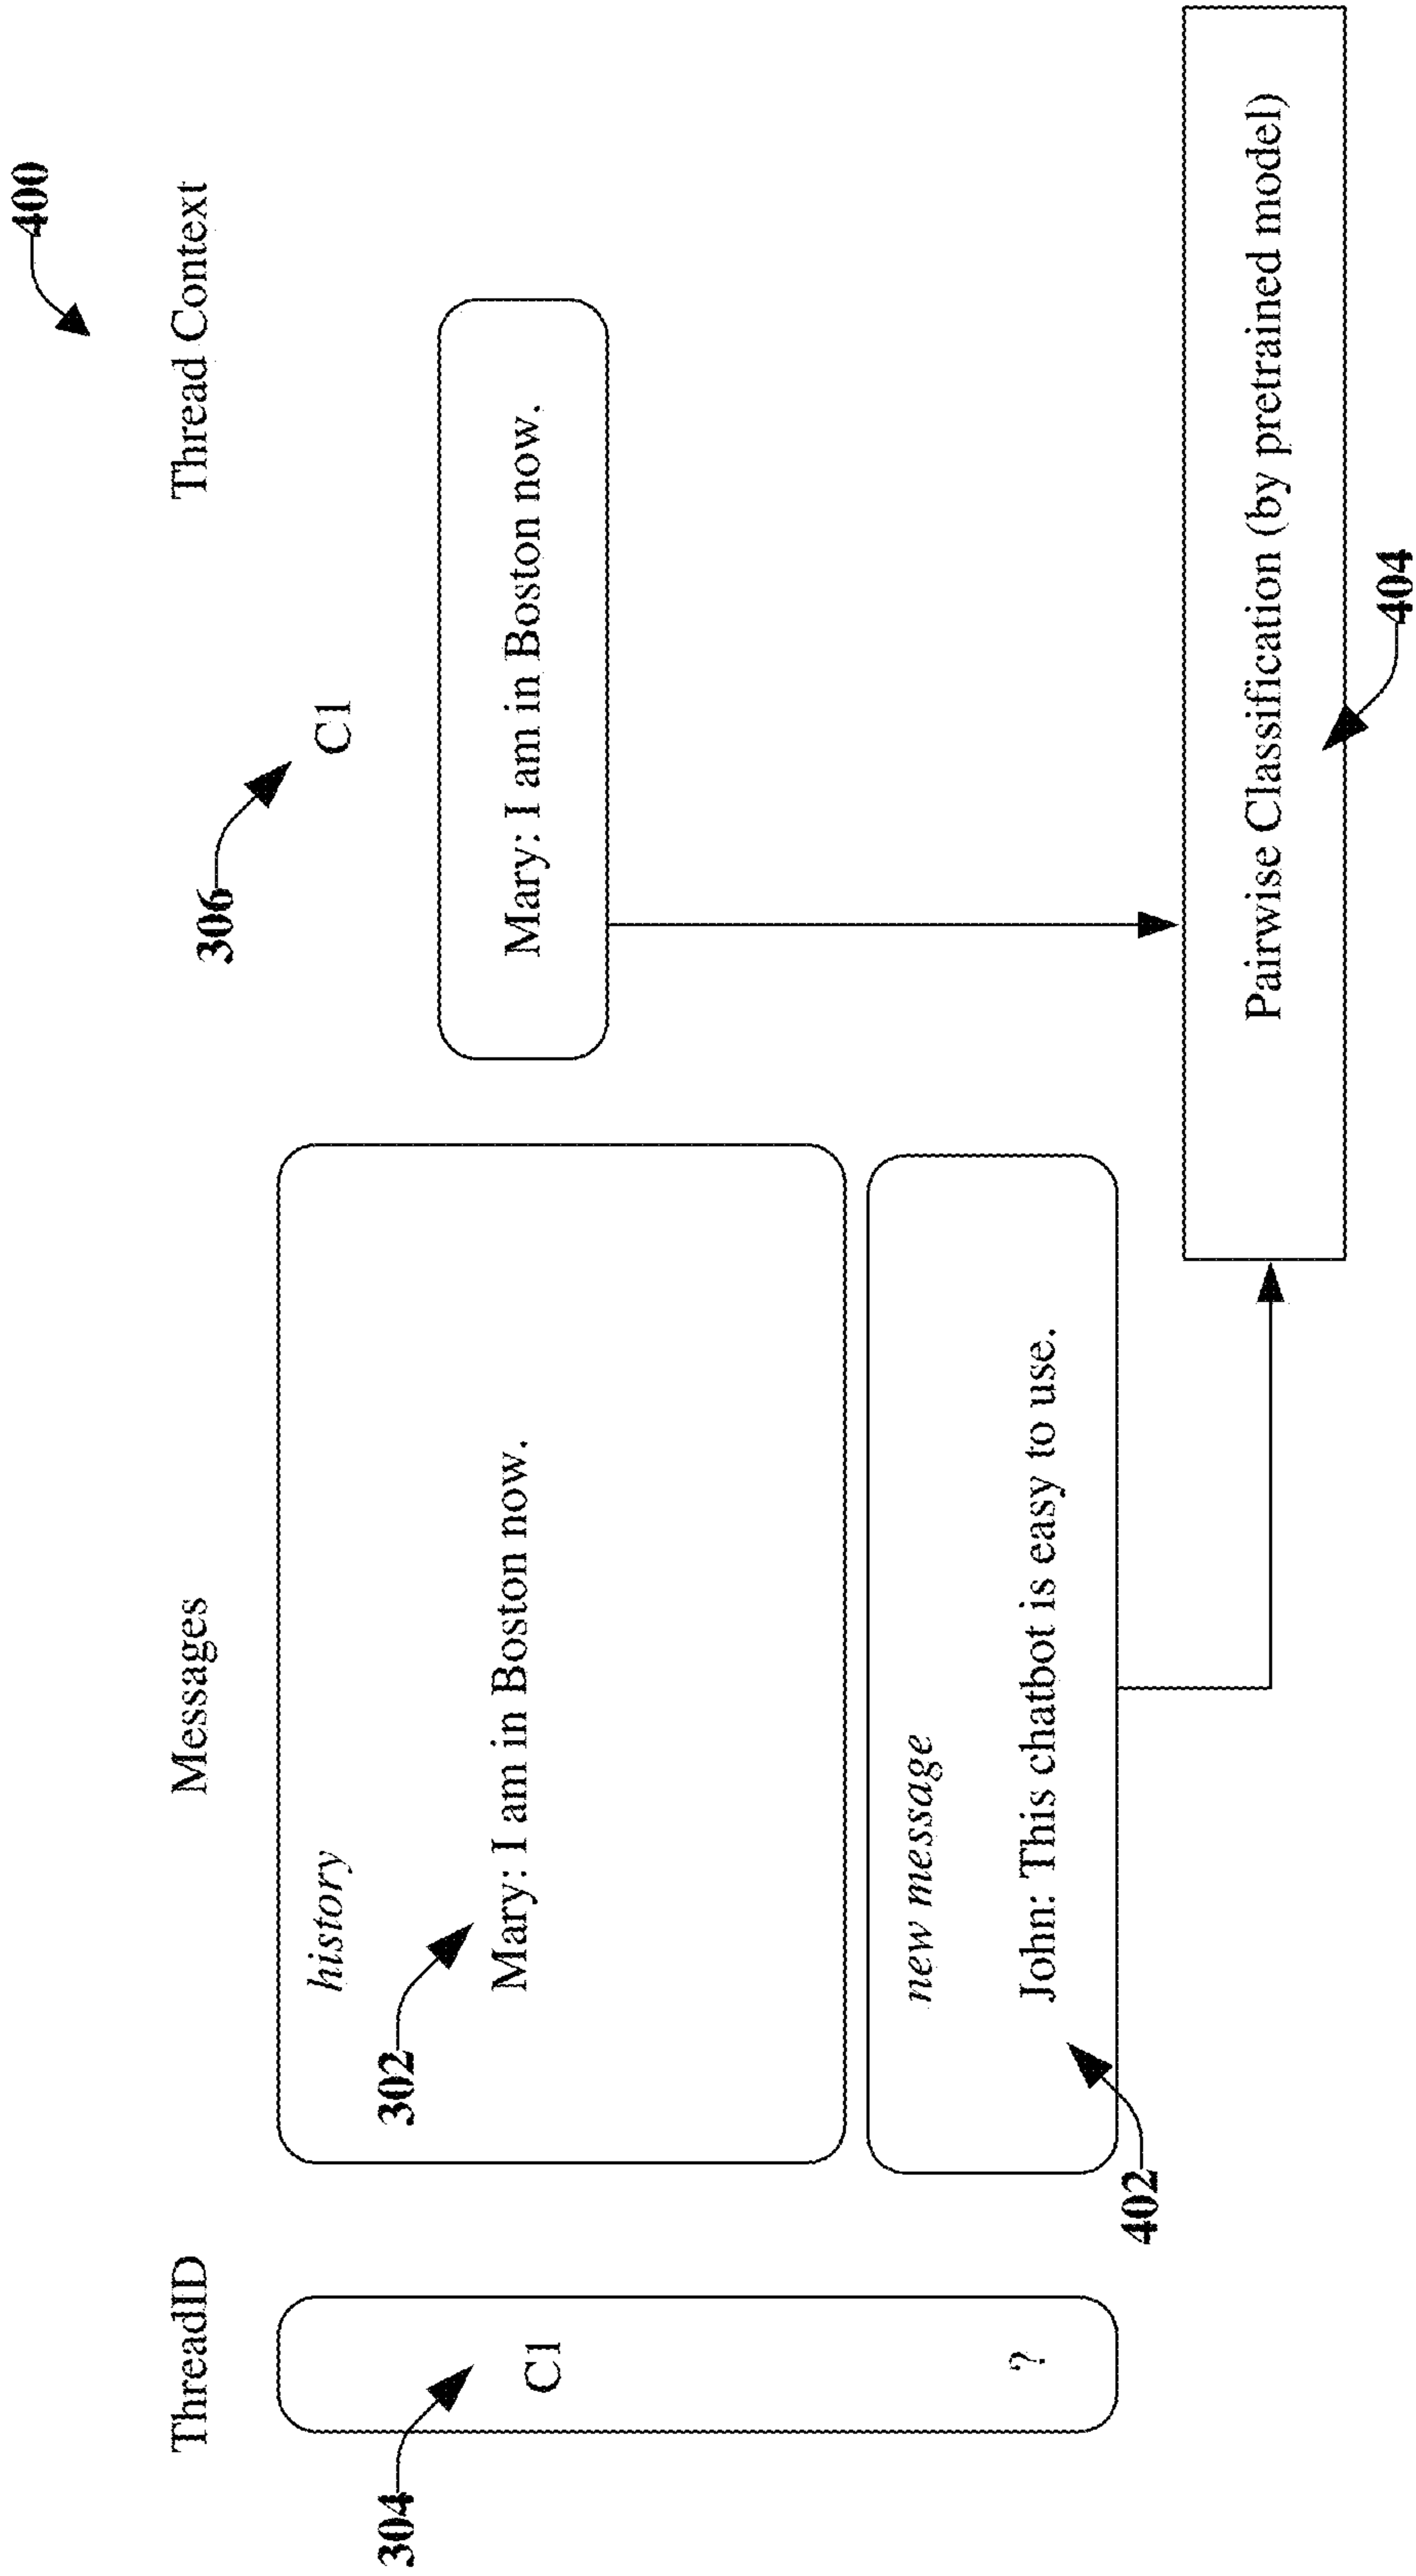 400
ThreadID
Messages
Thread Context
306
C1
304
C1
302
history
Mary: I am in Boston now.
Mary: I am in Boston now.
new message
?
John: This chatbot is easy to use.
402
Pairwise Classification (by pretrained model)
404